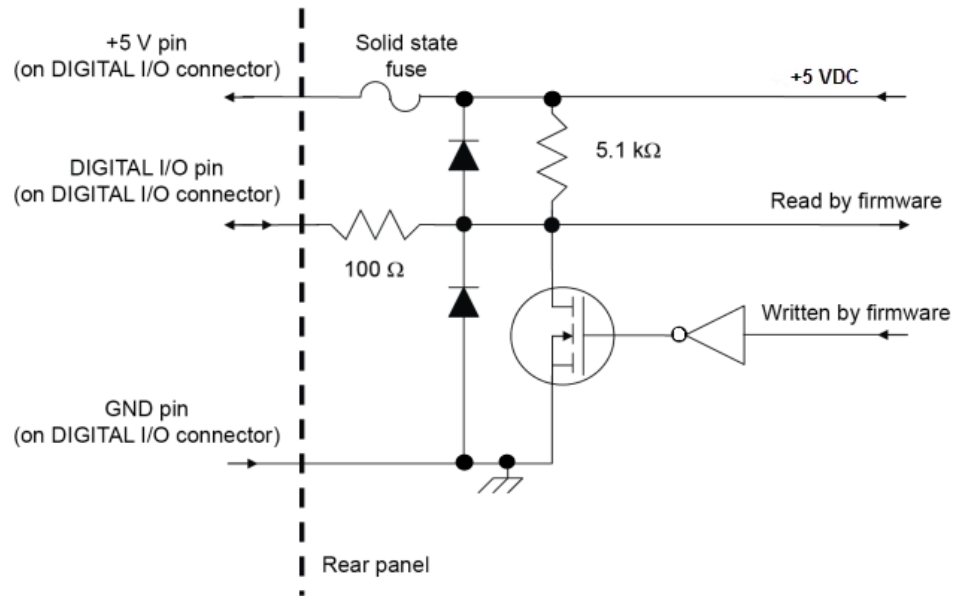 +5 V pin
(on DIGITAL I/O connector)
Solid state
fuse
+5 VDC
5.1 kΩ
DIGITAL I/O pin
(on DIGITAL I/O connector)
Read by firmware
100 Ω
Written by firmware
GND pin
(on DIGITAL I/O connector)
Rear panel